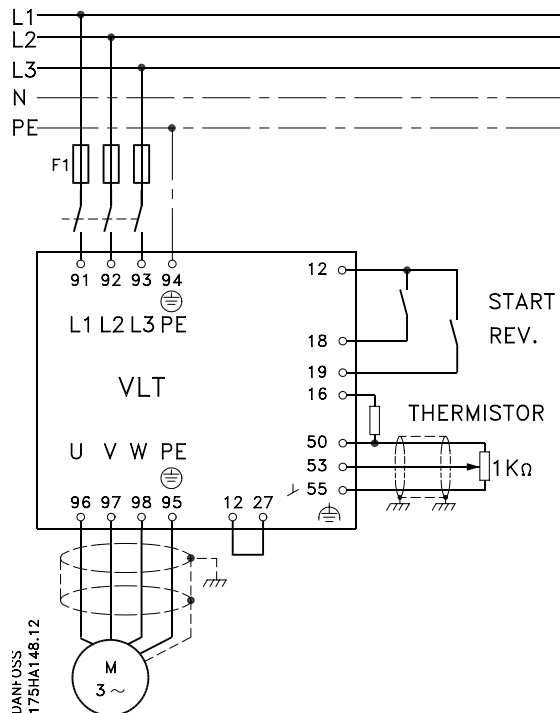 L1
L2
L3
N
PE
F1
91 92 93 94
L1 L2 L3 PE
VLT
U V W PE
96 97 98 95
12 27
12
18
19
16
50
53
55
START
REV.
THERMISTOR
1KΩ
M
3~
DANFOSS
175HA148.12